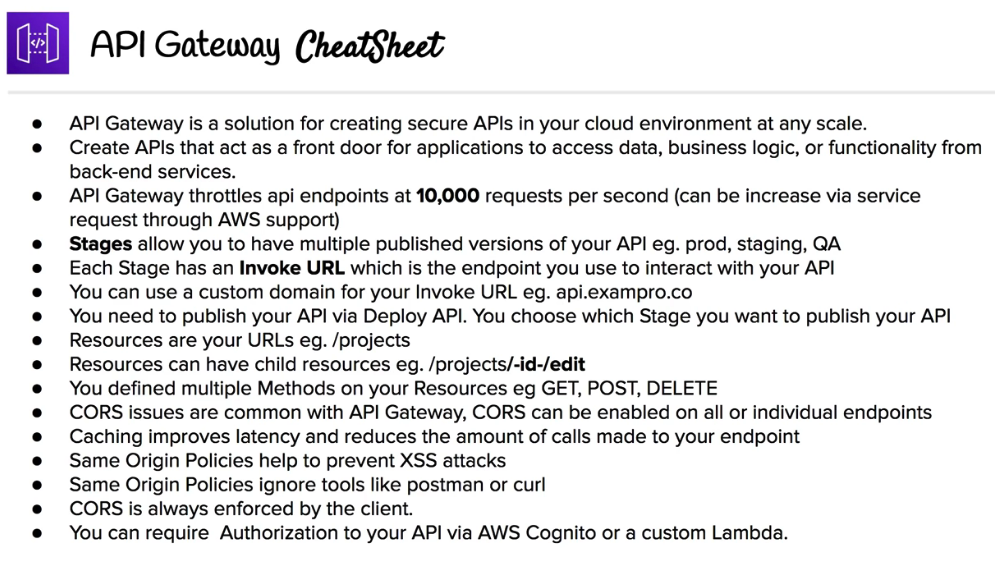 API Gateway CheatSheet
● API Gateway is a solution for creating secure APIs in your cloud environment at any scale.
● Create APIs that act as a front door for applications to access data, business logic, or functionality from
back-end services.
● API Gateway throttles api endpoints at 10,000 requests per second (can be increase via service
request through AWS support)
● Stages allow you to have multiple published versions of your API eg. prod, staging, QA
● Each Stage has an Invoke URL which is the endpoint you use to interact with your API
● You can use a custom domain for your Invoke URL eg. api.exampro.co
● You need to publish your API via Deploy API. You choose which Stage you want to publish your API
● Resources are your URLs eg. /projects
● Resources can have child resources eg. /projects/-id-/edit
● You defined multiple Methods on your Resources eg GET, POST, DELETE
● CORS issues are common with API Gateway, CORS can be enabled on all or individual endpoints
● Caching improves latency and reduces the amount of calls made to your endpoint
● Same Origin Policies help to prevent XSS attacks
● Same Origin Policies ignore tools like postman or curl
● CORS is always enforced by the client.
● You can require  Authorization to your API via AWS Cognito or a custom Lambda.